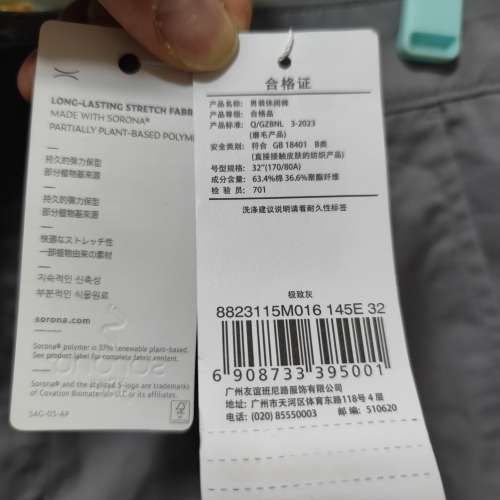 LONG-LASTING STRETCH FABR
MADE WITH SORONA®
PARTIALLY PLANT-BASED POLYM
持久的弹力保型
部分植物基来源
持久的彈力保型
部分植物基來源
快適なストレッチ性
一部植物由来の素材
지속적인 신축성
부분적인 식물원료
sorona.com
Sorona® polymer is 37% renewable plant-based.
See product label for complete fabric content.
Sorona® and the stylized S-logo are trademarks
of Covation Biomaterials LLC or its affiliates.
SAG-05-AP
合格证
产品名称: 男装休闲裤
产品等级: 合格品
产品标准: Q/GZBNL 3-2023
(磨毛产品)
安全类别: 符合 GB 18401 B类
(直接接触皮肤的纺织产品)
号型规格: 32"(170/80A)
成分含量: 63.4%棉 36.6%聚酯纤维
检 验 员: 701
洗涤建议说明请看耐久性标签
极致灰
8823115M016 145E 32
6 908733 395001
广州友谊班尼路服饰有限公司
地址: 广州市天河区体育东路118号4层
电话: (020) 85550003 邮 编: 510620